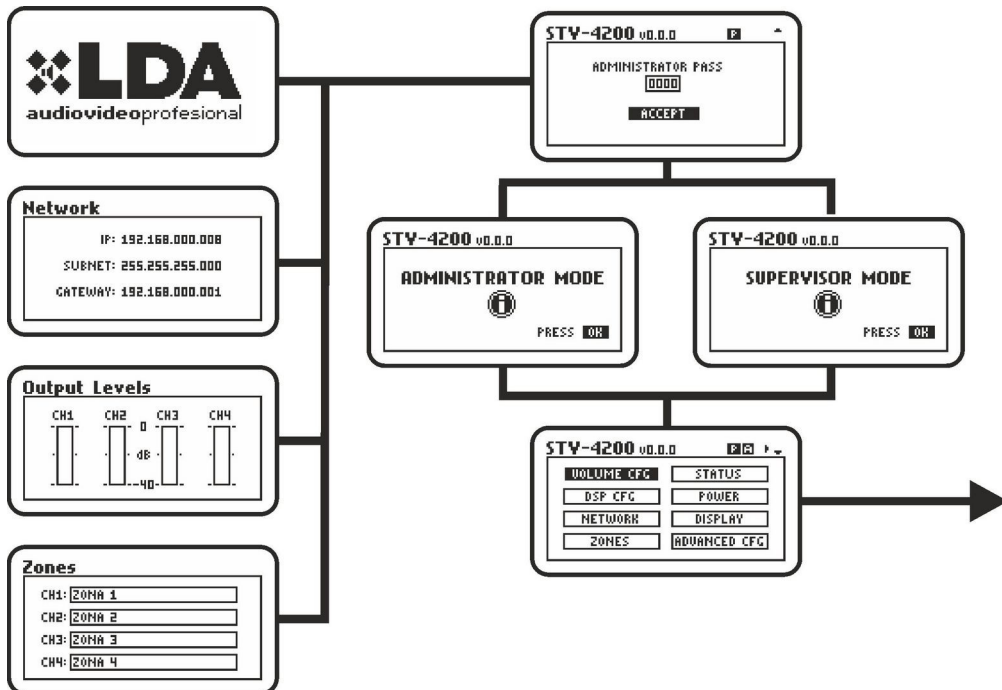 LDA
audiovideoprofesional
STV-4200 v0.0.0 P
ADMINISTRATOR PASS
0000
ACCEPT
Network
IP: 192.168.000.008
SUBNET: 255.255.255.000
GATEWAY: 192.168.000.001
STV-4200 v0.0.0
ADMINISTRATOR MODE
PRESS OK
STV-4200 v0.0.0
SUPERVISOR MODE
PRESS OK
Output Levels
CH1 CH2 CH3 CH4
0
dB
-40
STV-4200 v0.0.0 P A
VOLUME CFG STATUS
DSP CFG POWER
NETWORK DISPLAY
ZONES ADVANCED CFG
Zones
CH1: ZONA 1
CH2: ZONA 2
CH3: ZONA 3
CH4: ZONA 4